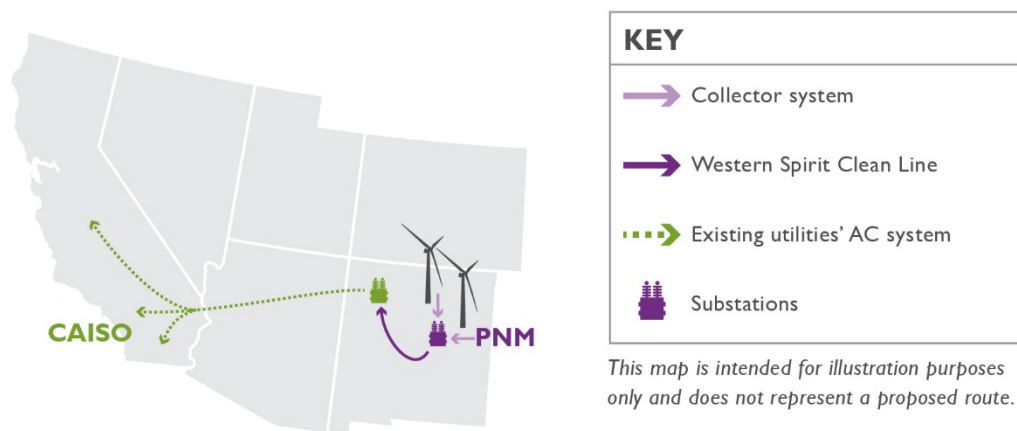 CAISO
PNM
KEY
Collector system
Western Spirit Clean Line
Existing utilities' AC system
Substations
This map is intended for illustration purposes
only and does not represent a proposed route.